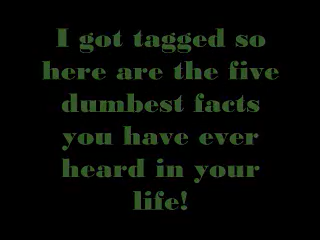 I got tagged so
here are the five
dumbest facts
you have ever
heard in your
life!